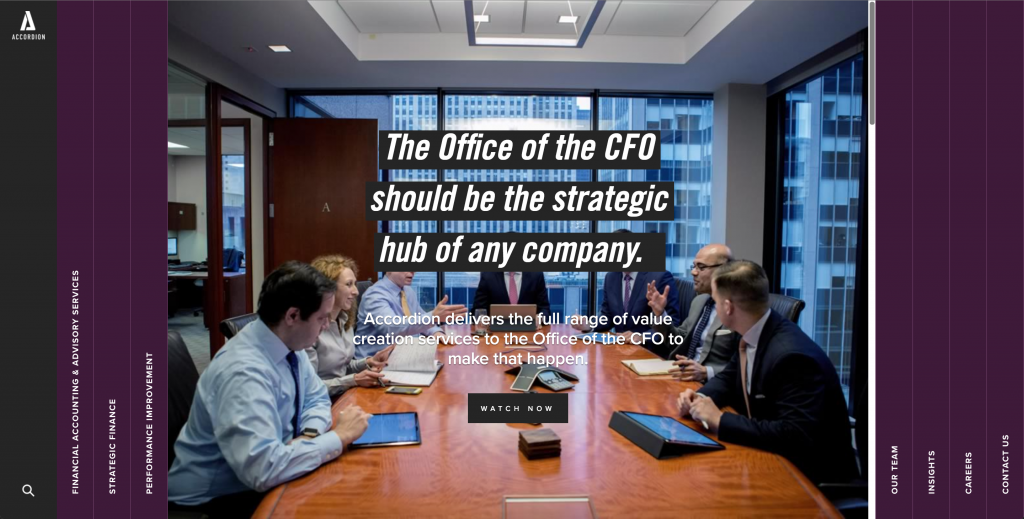 ACCORDION
FINANCIAL ACCOUNTING & ADVISORY SERVICES
STRATEGIC FINANCE
PERFORMANCE IMPROVEMENT
A
The Office of the CFO
should be the strategic
hub of any company.
Accordion delivers the full range of value
creation services to the Office of the CFO to
make that happen.
WATCH NOW
OUR TEAM
INSIGHTS
CAREERS
CONTACT US